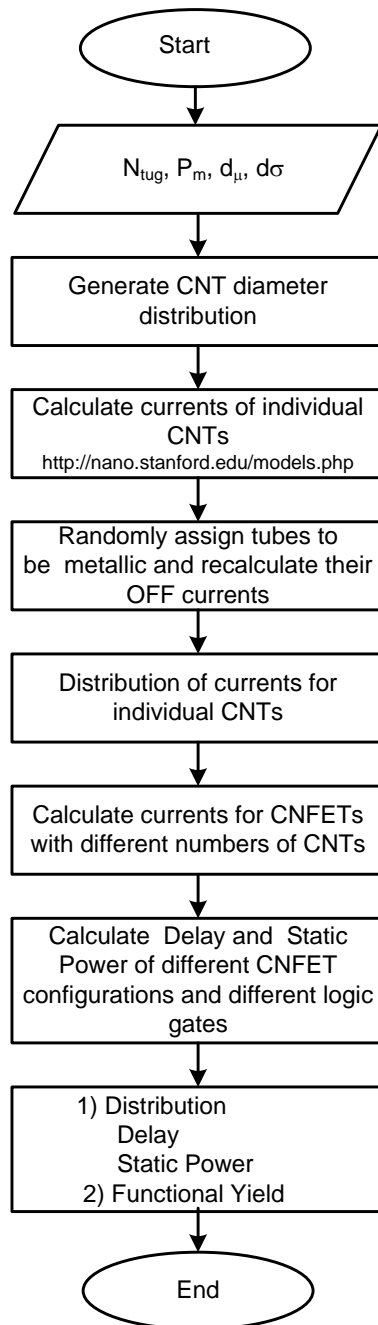 Start
N_tug, P_m, d_μ, dσ
Generate CNT diameter
distribution
Calculate currents of individual
CNTs
http://nano.stanford.edu/models.php
Randomly assign tubes to
be metallic and recalculate their
OFF currents
Distribution of currents for
individual CNTs
Calculate currents for CNFETs
with different numbers of CNTs
Calculate Delay and Static
Power of different CNFET
configurations and different logic
gates
1) Distribution
Delay
Static Power
2) Functional Yield
End